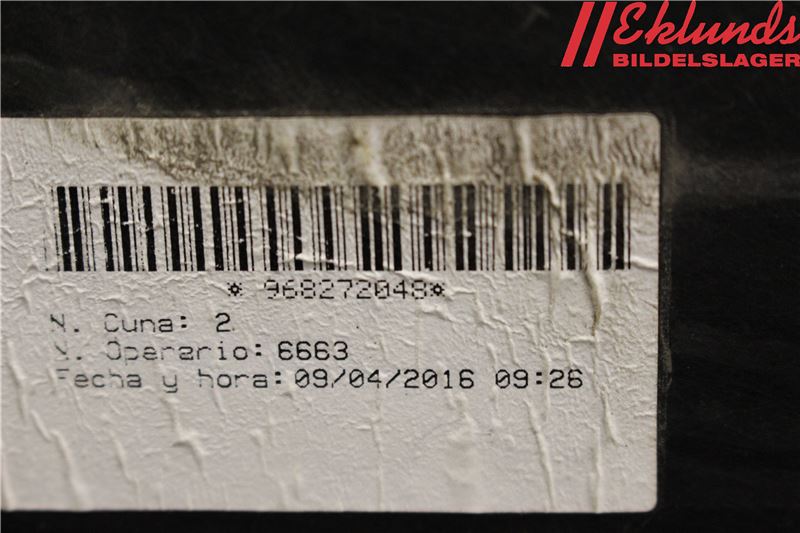 Eklunds
BILDELSLAGER
* 968272048*
N. Cuna: 2
N. Operario: 6663
Fecha y hora: 09/04/2016 09:26